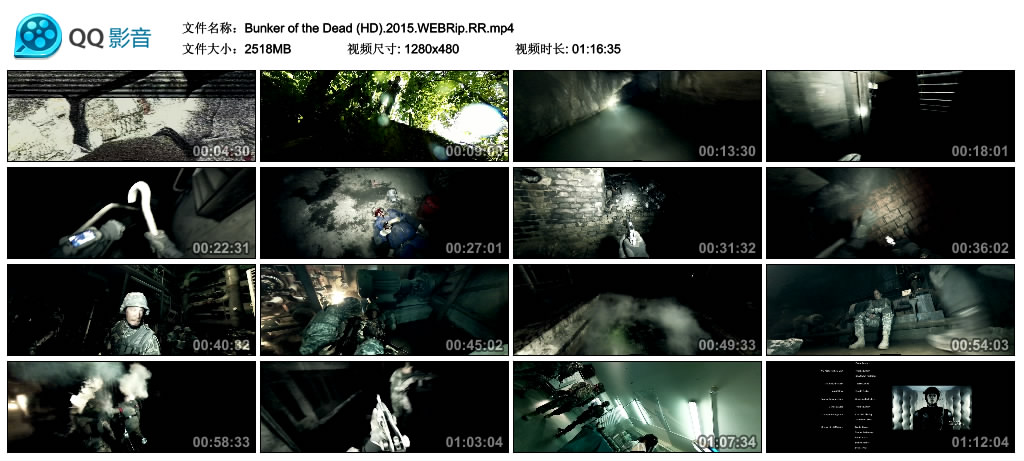 QQ 影音
文件名称: Bunker of the Dead (HD).2015.WEBRip.RR.mp4
文件大小: 2518MB 视频尺寸: 1280x480 视频时长: 01:16:35
00:04:30 00:09:00 00:13:30 00:18:01
00:22:31 00:27:01 00:31:32 00:36:02
00:40:32 00:45:02 00:49:33 00:54:03
00:58:33 01:03:04 01:07:34 01:12:04